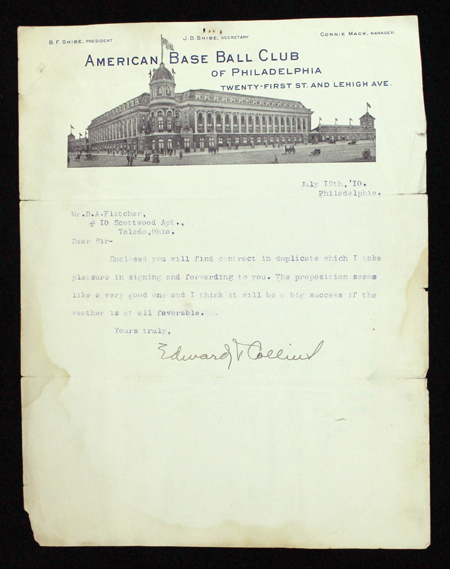 B. F. SHIBE, PRESIDENT J. D. SHIBE, SECRETARY CONNIE MACK, MANAGER
AMERICAN BASE BALL CLUB
OF PHILADELPHIA
TWENTY-FIRST ST. AND LEHIGH AVE.
July 19th, '10.
Philadelphia.
Mr. D. A. Fletcher,
# 10 Scottwood Apt.,
Toledo, Ohio.
Dear Sir-
Enclosed you will find contract in duplicate which I take
pleasure in signing and forwarding to you. The proposition seems
like a very good one and I think it will be a big success if the
weather is at all favorable.
Yours truly,
Edward T Collins